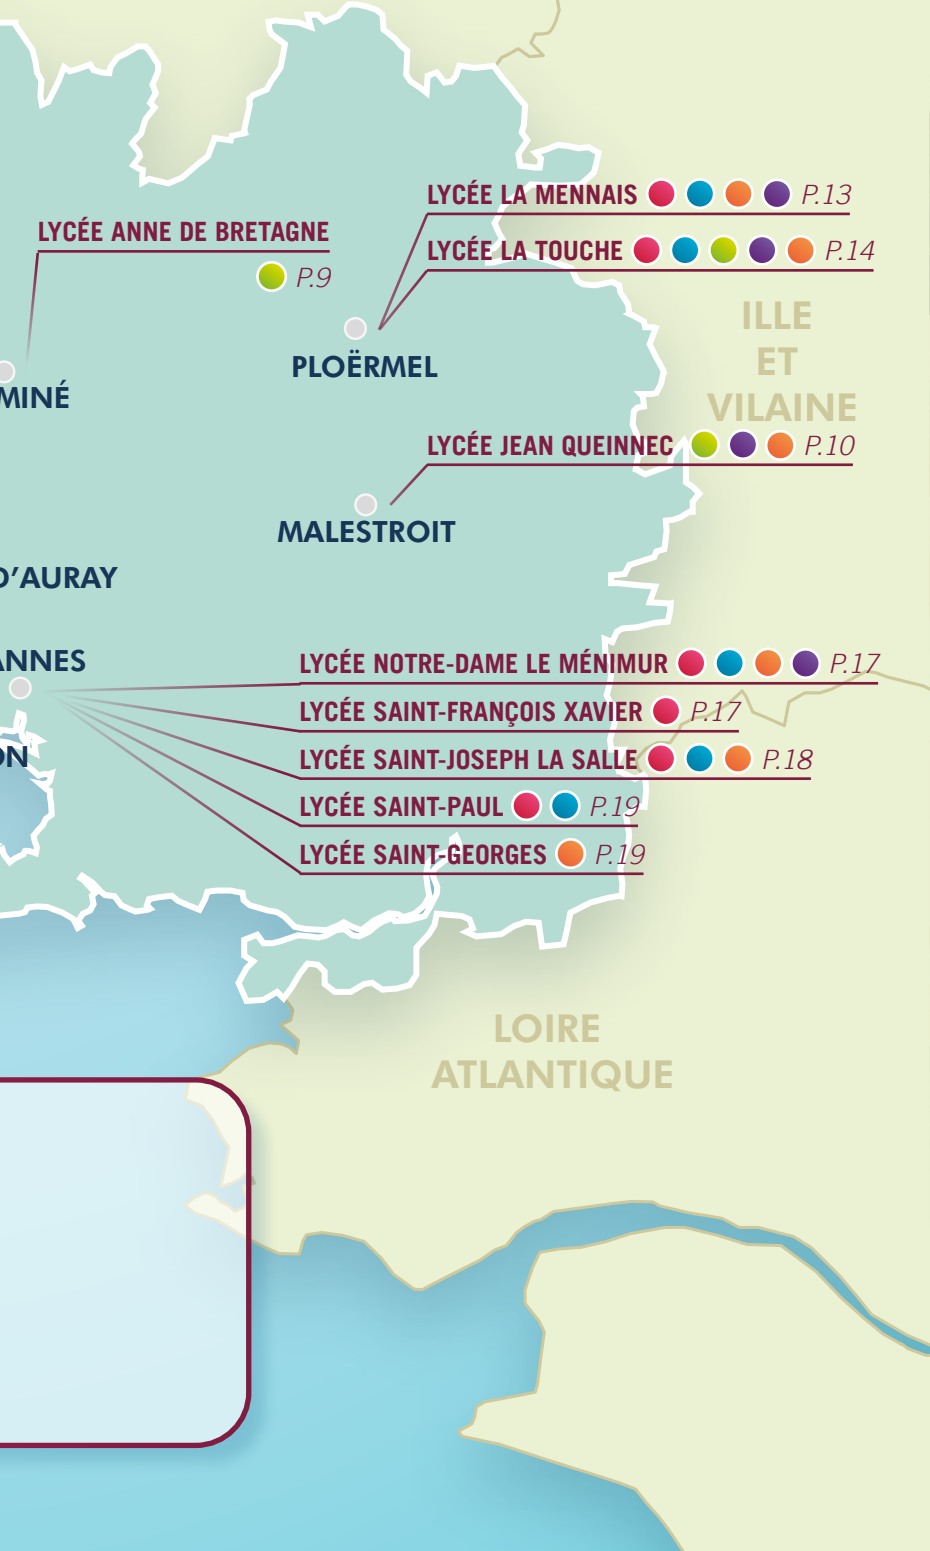 LYCÉE LA MENNAIS P.13
LYCÉE ANNE DE BRETAGNE
P.9
LYCÉE LA TOUCHE P.14
ILLE
ET
VILAINE
PLOËRMEL
MINÉ
LYCÉE JEAN QUEINNEC P.10
MALESTROIT
D'AURAY
ANNES
LYCÉE NOTRE-DAME LE MÉNIMUR P.17
LYCÉE SAINT-FRANÇOIS XAVIER P.17
ON
LYCÉE SAINT-JOSEPH LA SALLE P.18
LYCÉE SAINT-PAUL P.19
LYCÉE SAINT-GEORGES P.19
LOIRE
ATLANTIQUE